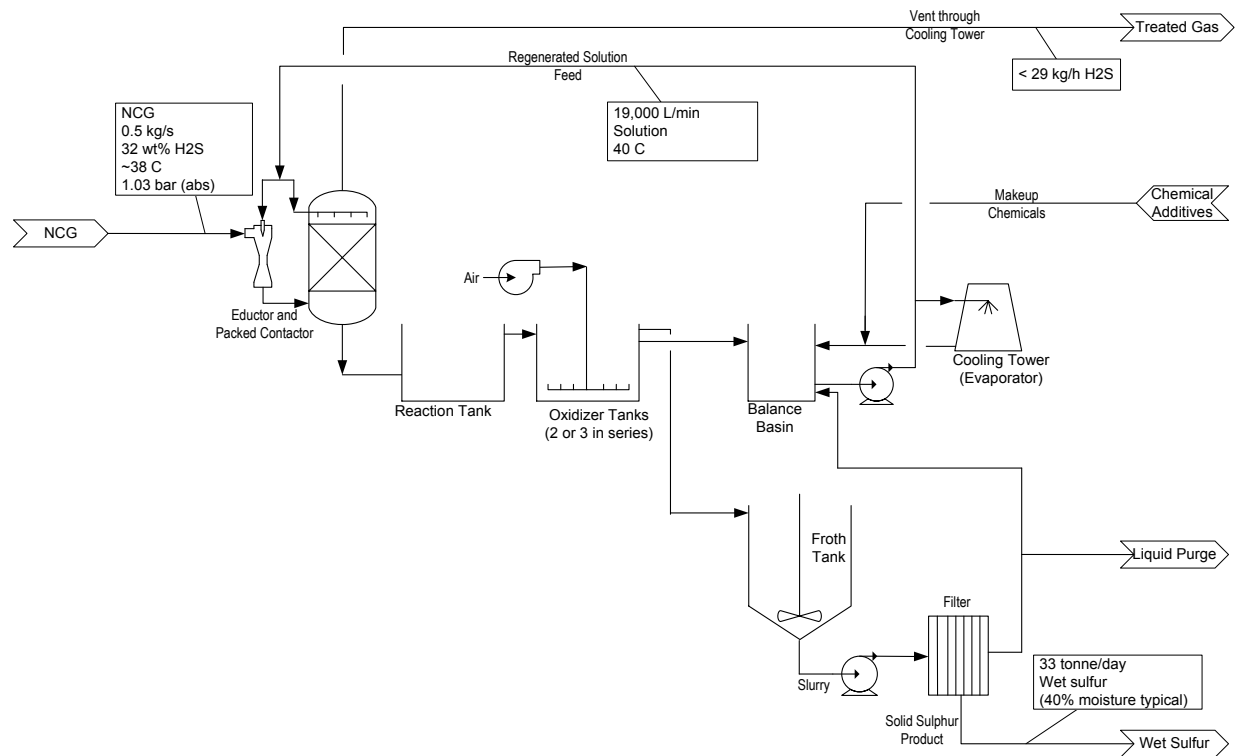 Vent through
Cooling Tower
Treated Gas
Regenerated Solution
Feed
< 29 kg/h H2S
NCG
0.5 kg/s
32 wt% H2S
~38 C
1.03 bar (abs)
19,000 L/min
Solution
40 C
Makeup
Chemicals
Chemical
Additives
NCG
Air
Eductor and
Packed Contactor
Cooling Tower
(Evaporator)
Reaction Tank
Oxidizer Tanks
(2 or 3 in series)
Balance
Basin
Froth
Tank
Liquid Purge
Filter
Slurry
33 tonne/day
Wet sulfur
(40% moisture typical)
Solid Sulphur
Product
Wet Sulfur